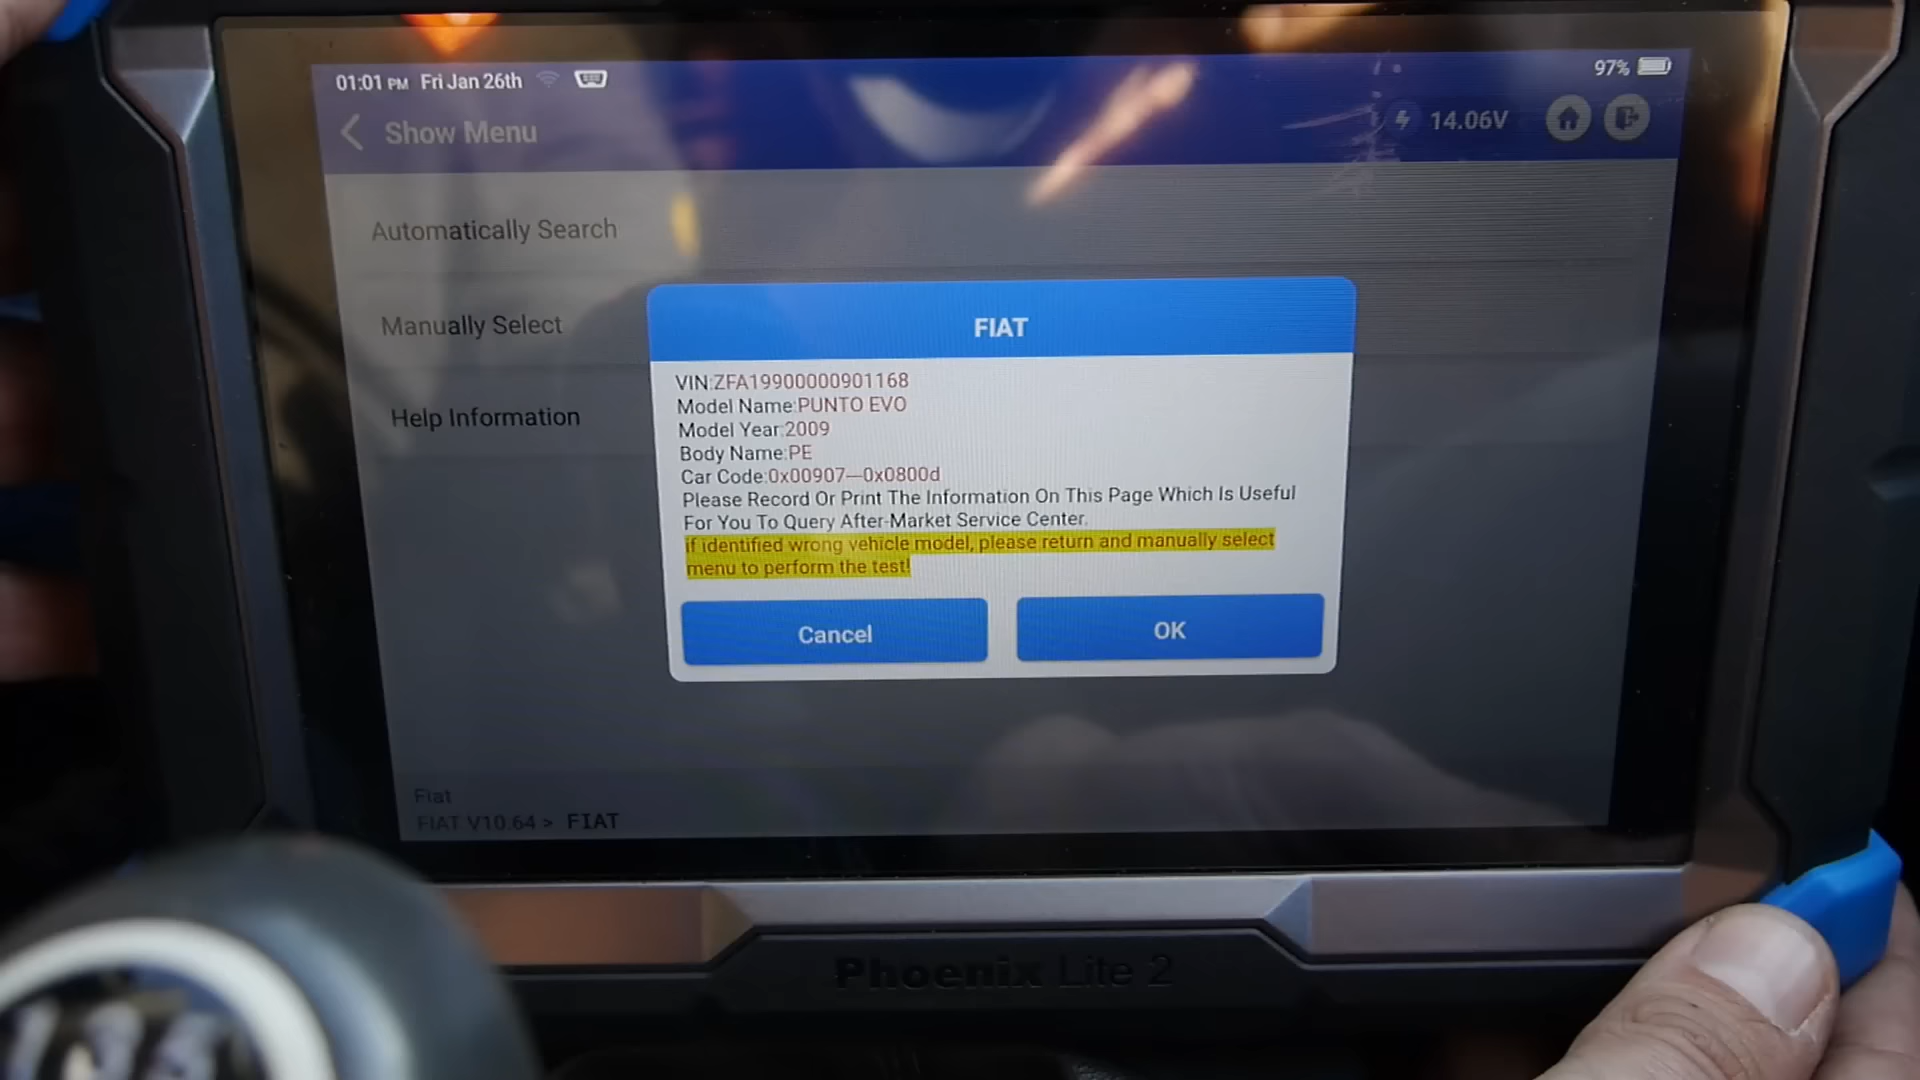 01:01 PM Fri Jan 26th
97%
Show Menu
14.06V
Automatically Search
Manually Select
Help Information
FIAT
VIN:ZFA19900000901168
Model Name:PUNTO EVO
Model Year:2009
Body Name:PE
Car Code:0x00907—0x0800d
Please Record Or Print The Information On This Page Which Is Useful
For You To Query After-Market Service Center.
if identified wrong vehicle model, please return and manually select
menu to perform the test!
Cancel
OK
Fiat
FIAT V10.64 > FIAT
Phoenix Lite 2